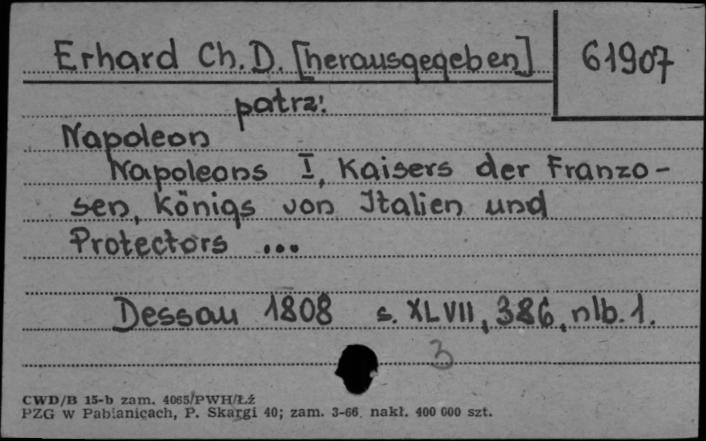 Erhard Ch. D. [herausgegeben] 61907
patrz:
Napoleon
Napoleons I, Kaisers der Franzo-
sen, Königs von Italien und
Protectors ...
Dessau 1808 s. XLVII, 386, nlb. 1.
3
CWD/B 15-b zam. 4065/PWH/Łź
PZG w Pabianicach, P. Skargi 40; zam. 3-66. nakł. 400 000 szt.